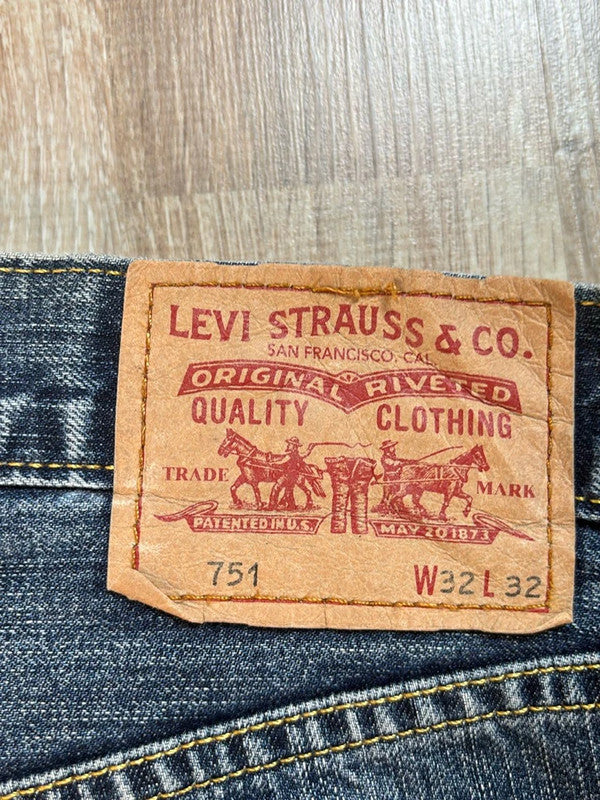 LEVI STRAUSS & CO.
SAN FRANCISCO, CAL
ORIGINAL RIVETED
QUALITY CLOTHING
TRADE MARK
PATENTED IN U.S. MAY 20 1873
751 W32 L 32